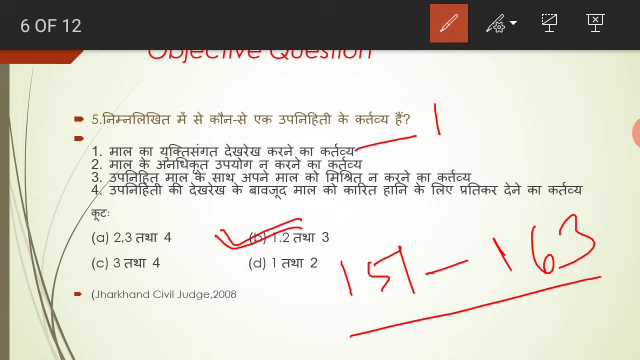 6 OF 12
Objective Question
5.निम्नलिखित में से कौन-से एक उपनिहिती के कर्तव्य हैं?
1. माल का युक्तिसंगत देखरेख करने का कर्तव्य
1
2. माल के अनधिकृत उपयोग न करने का कर्तव्य
3. उपनिहित माल के साथ अपने माल को मिश्रित न करने का कर्तव्य
4. उपनिहिती की देखरेख के बावजूद माल को कारित हानि के लिए प्रतिकर देने का कर्तव्य
कूटः
(a) 2,3 तथा 4 (b) 1.2 तथा 3
(c) 3 तथा 4 (d) 1 तथा 2
151 — 163
(Jharkhand Civil Judge,2008